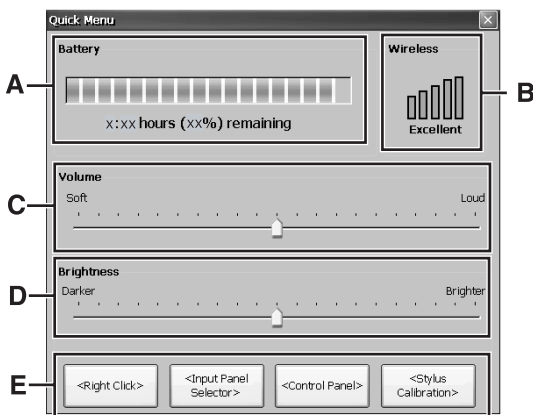 Quick Menu
Battery
Wireless
A
B
x:xx hours (xx%) remaining
Excellent
Volume
C
Soft Loud
Brightness
D
Darker Brighter
E
<Right Click>
<Input Panel
Selector>
<Control Panel>
<Stylus
Calibration>